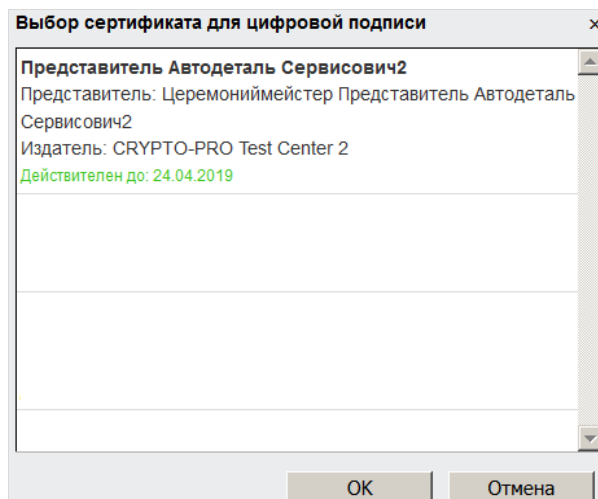 Выбор сертификата для цифровой подписи
Представитель Автодеталь Сервисович2
Представитель: Церемониймейстер Представитель Автодеталь
Сервисович2
Издатель: CRYPTO-PRO Test Center 2
Действителен до: 24.04.2019
OK Отмена